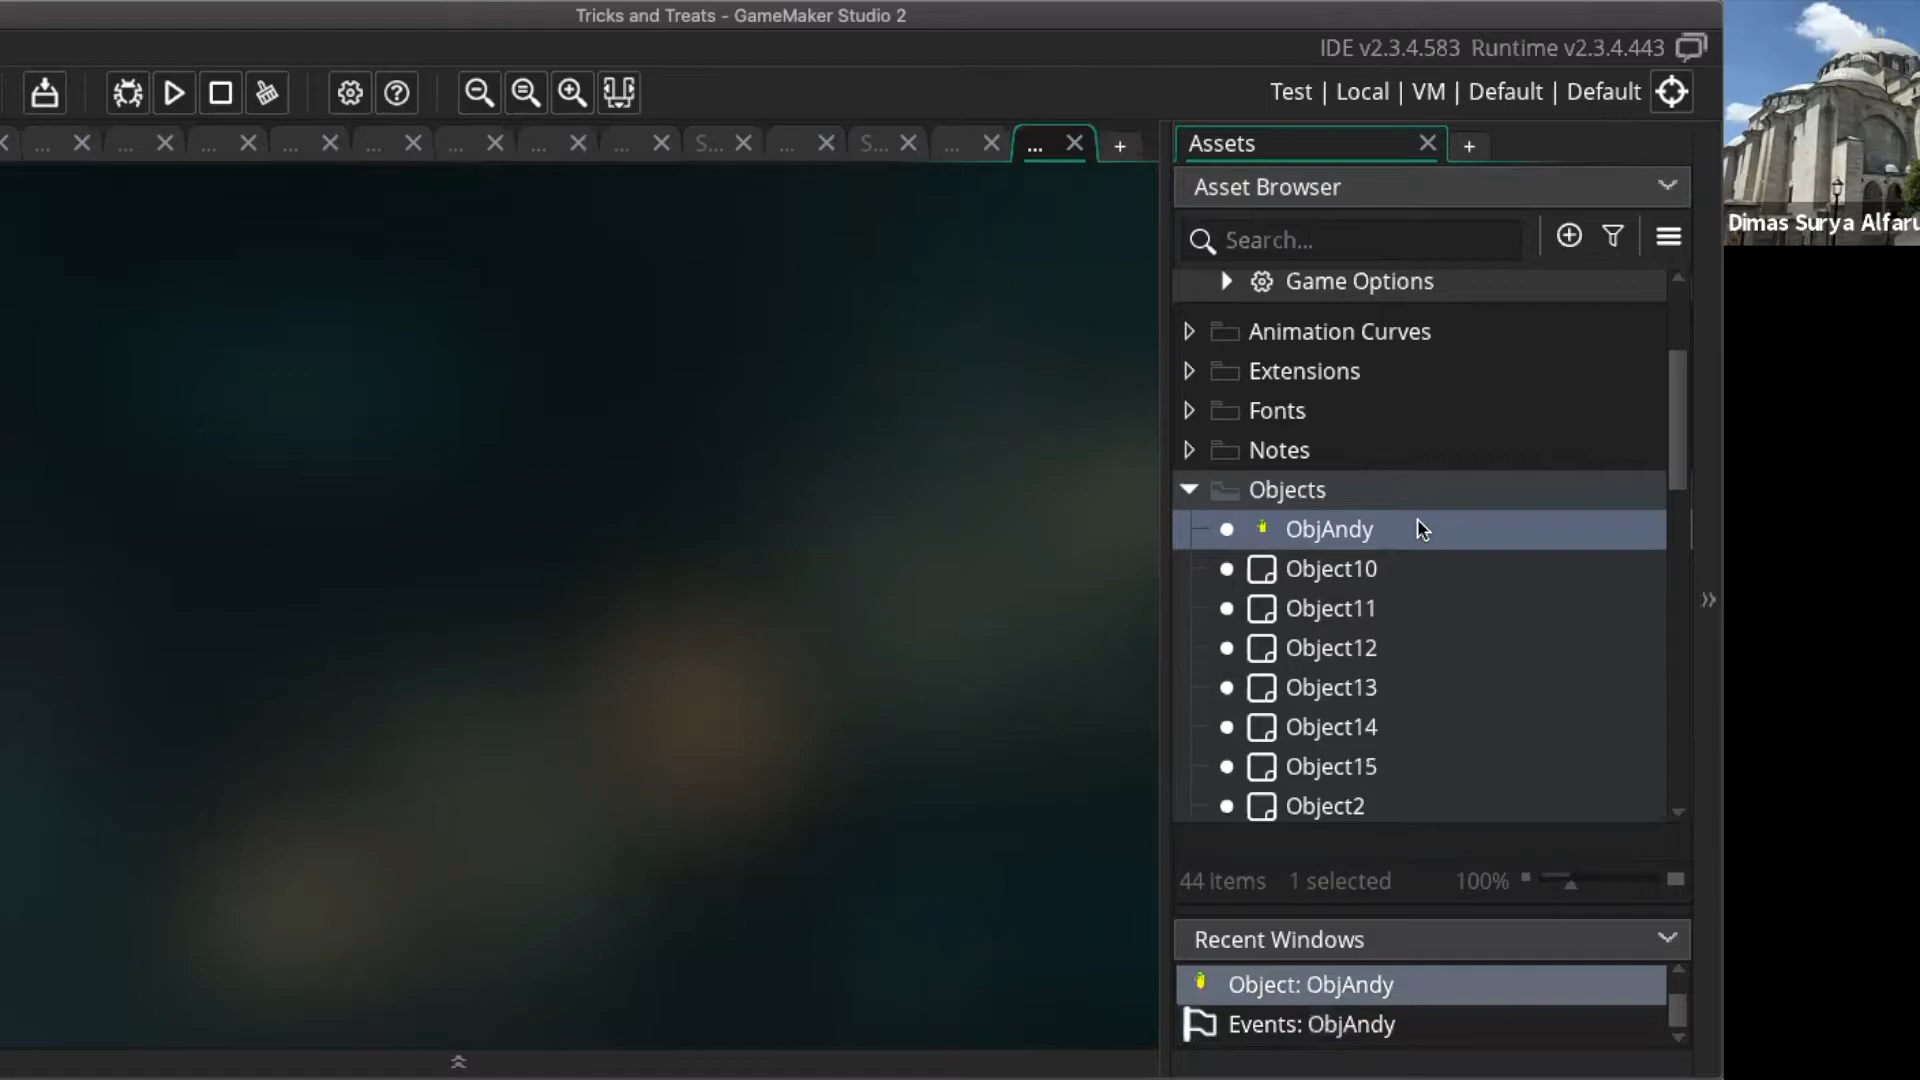 Tricks and Treats - GameMaker Studio 2
IDE v2.3.4.583 Runtime v2.3.4.443
Test | Local | VM | Default | Default
... ... ... ... ... ... ... ... S... ... S... ... ...
Assets
Asset Browser
Search...
Game Options
Animation Curves
Extensions
Fonts
Notes
Objects
ObjAndy
Object10
Object11
Object12
Object13
Object14
Object15
Object2
44 items 1 selected 100%
Recent Windows
Object: ObjAndy
Events: ObjAndy
Dimas Surya Alfaru